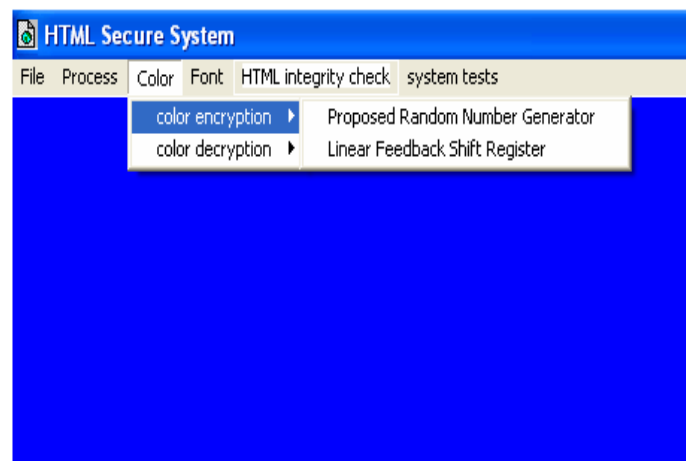 HTML Secure System
File Process Color Font HTML integrity check system tests
color encryption Proposed Random Number Generator
color decryption Linear Feedback Shift Register